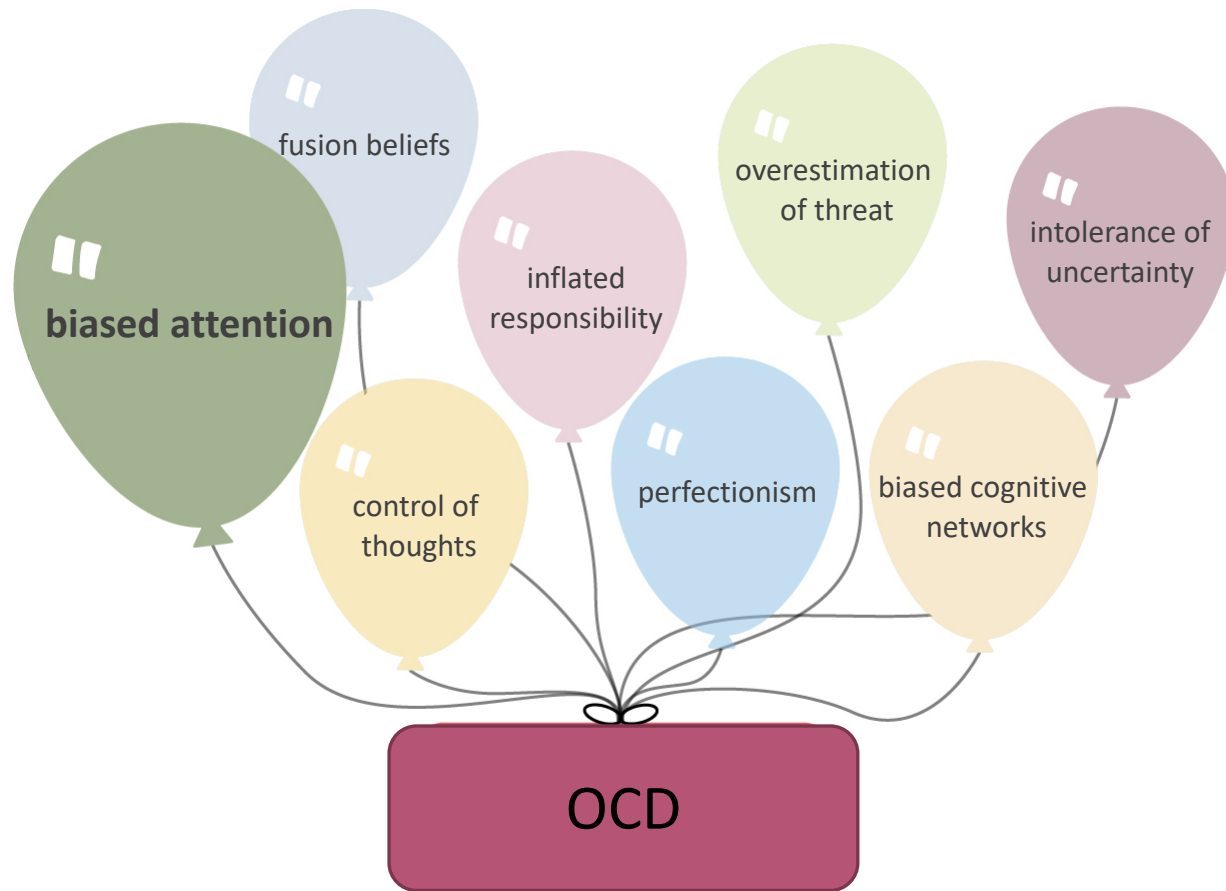 fusion beliefs
biased attention
inflated
responsibility
overestimation
of threat
intolerance of
uncertainty
control of
thoughts
perfectionism
biased cognitive
networks
OCD